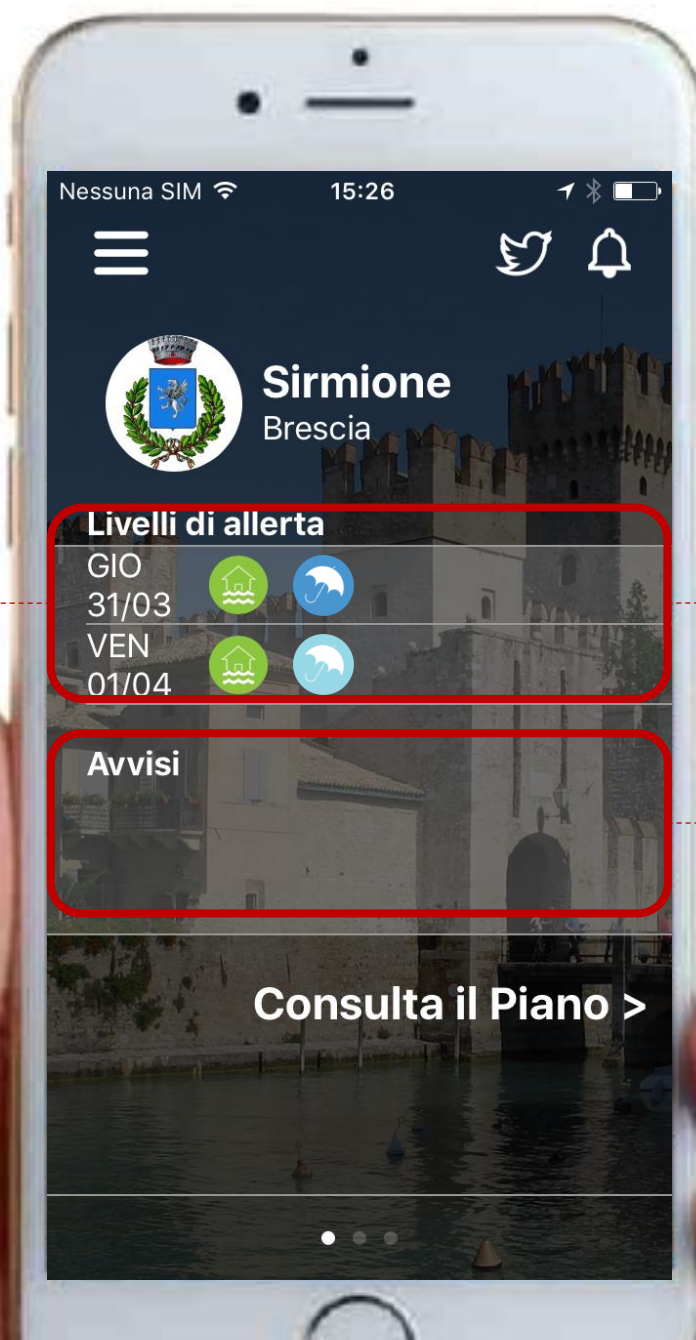 Nessuna SIM 15:26
Sirmione
Brescia
Livelli di allerta
GIO
31/03
VEN
01/04
Avvisi
Consulta il Piano >